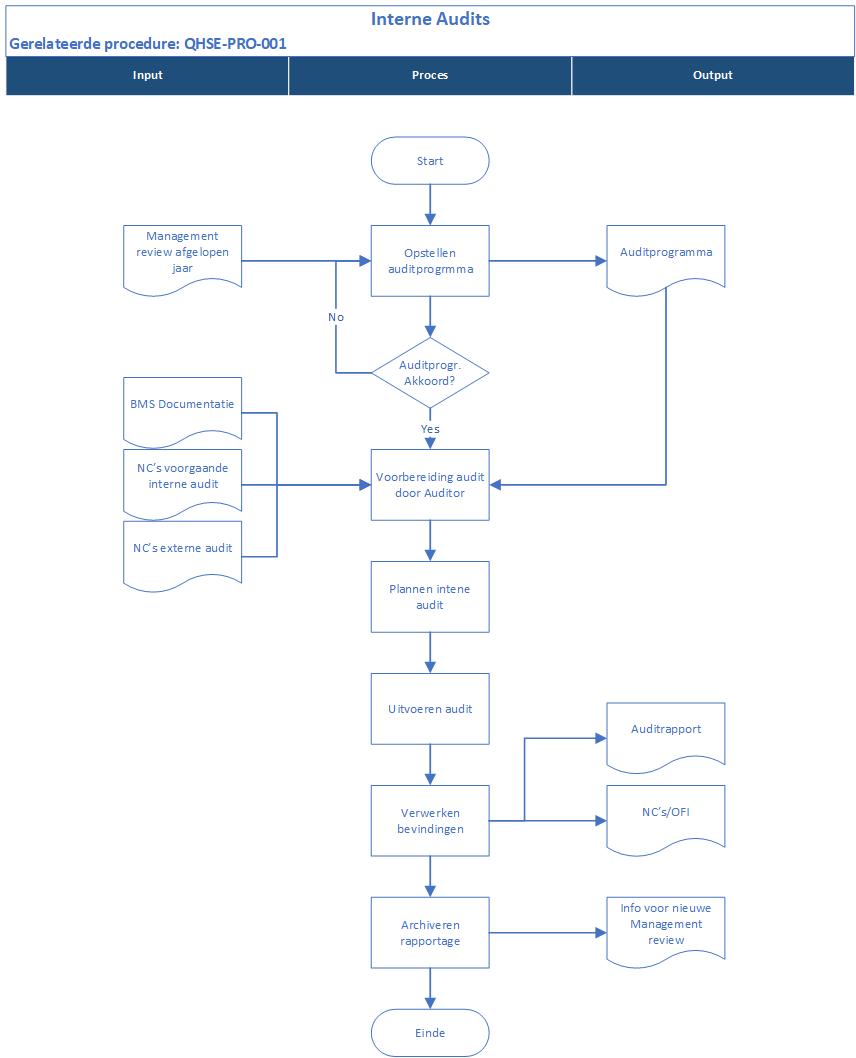 Interne Audits
Gerelateerde procedure: QHSE-PRO-001
Input
Proces
Output
Start
Management
review afgelopen
jaar
Opstellen
auditprogrmma
Auditprogramma
No
Auditprogr.
Akkoord?
Yes
BMS Documentatie
NC's voorgaande
interne audit
NC's externe audit
Voorbereiding audit
door Auditor
Plannen intene
audit
Uitvoeren audit
Auditrapport
Verwerken
bevindingen
NC's/OFI
Archiveren
rapportage
Info voor nieuwe
Management
review
Einde